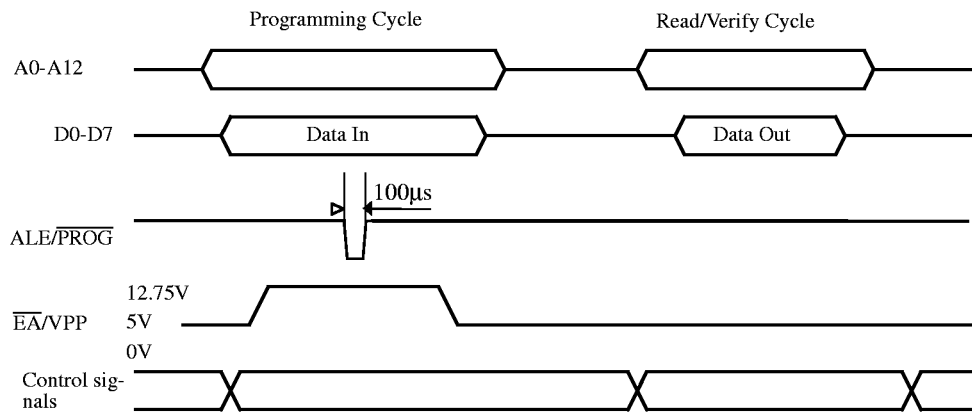 Programming Cycle
Read/Verify Cycle
A0-A12
D0-D7
Data In
Data Out
100μs
ALE/PROG
12.75V
EA/VPP
5V
0V
Control sig-
nals